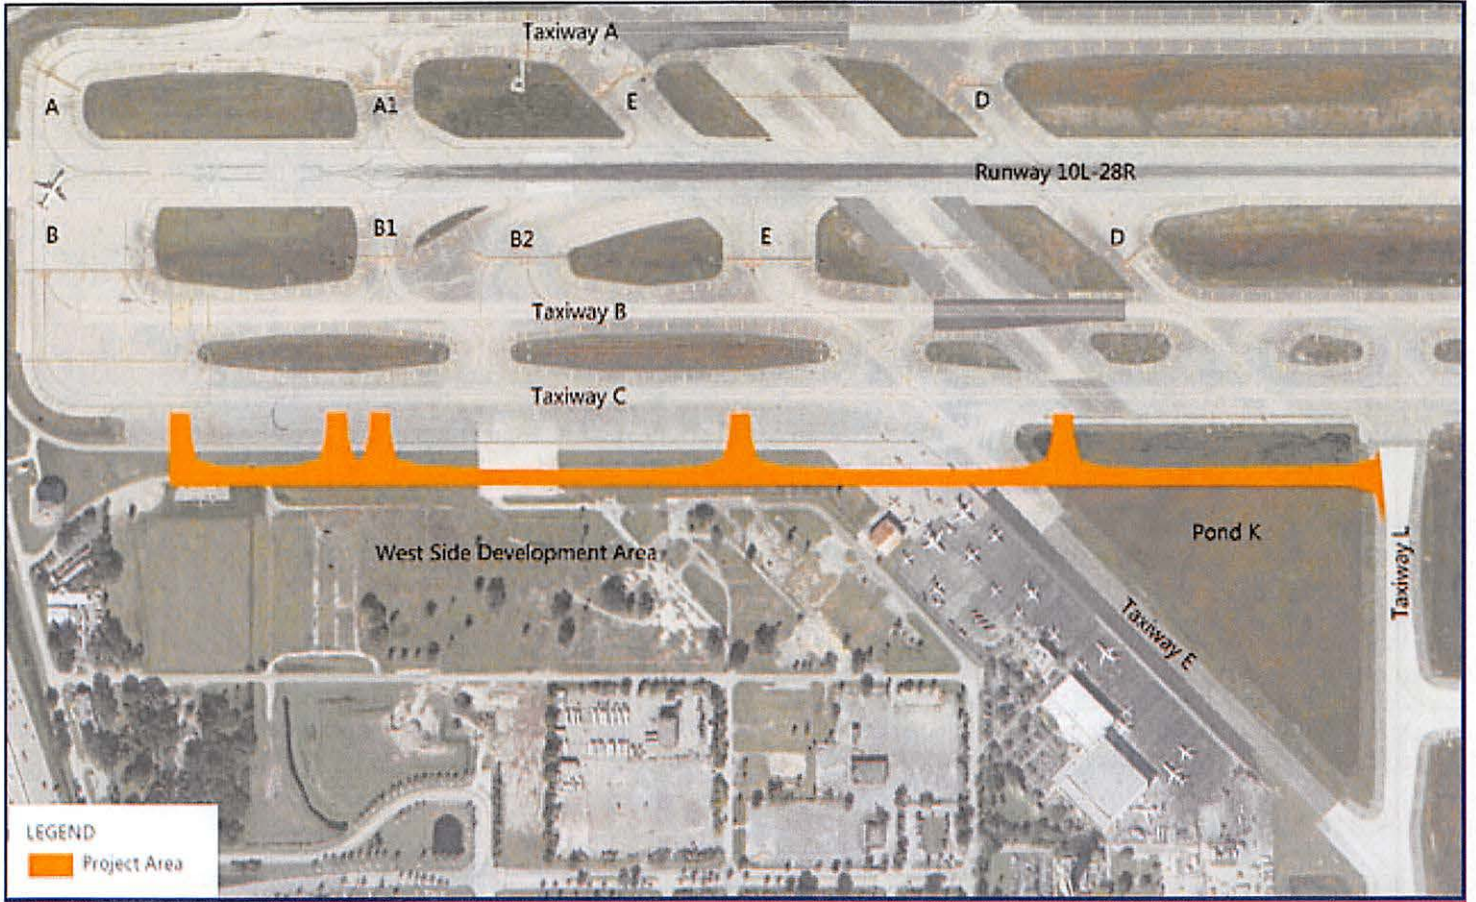 Taxiway A
A
A1
E
D
Runway 10L-28R
B
B1
B2
E
D
Taxiway B
Taxiway C
West Side Development Area
Pond K
Taxiway E
Taxiway L
LEGEND
Project Area